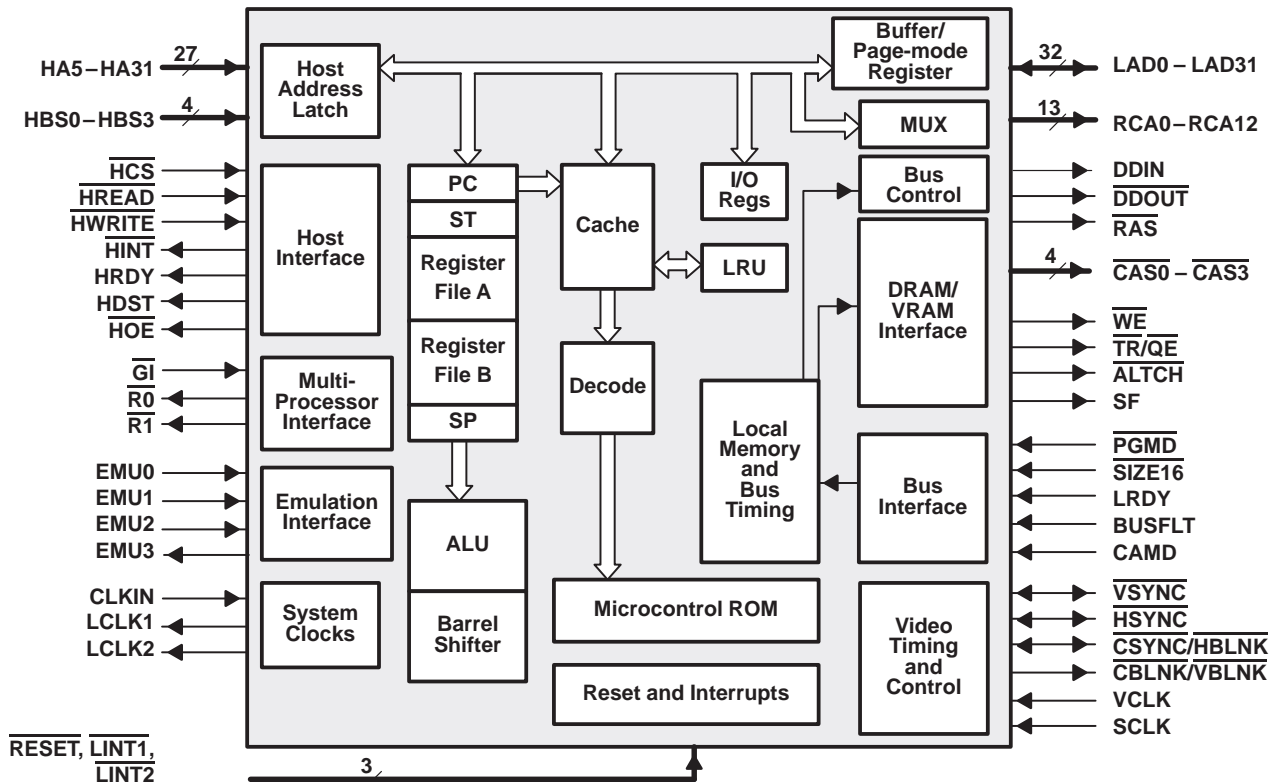 HA5–HA31
27
HBS0–HBS3
4
HCS
HREAD
HWRITE
HINT
HRDY
HDST
HOE
GI
R0
R1
EMU0
EMU1
EMU2
EMU3
CLKIN
LCLK1
LCLK2
RESET, LINT1,
LINT2
3
Host
Address
Latch
Host
Interface
Multi-
Processor
Interface
Emulation
Interface
System
Clocks
PC
ST
Register
File A
Register
File B
SP
ALU
Barrel
Shifter
Cache
LRU
I/O
Regs
Decode
Microcontrol ROM
Reset and Interrupts
Local
Memory
and
Bus
Timing
Buffer/
Page-mode
Register
MUX
Bus
Control
DRAM/
VRAM
Interface
Bus
Interface
Video
Timing
and
Control
32
LAD0 – LAD31
13
RCA0–RCA12
DDIN
DDOUT
RAS
4
CAS0 – CAS3
WE
TR/QE
ALTCH
SF
PGMD
SIZE16
LRDY
BUSFLT
CAMD
VSYNC
HSYNC
CSYNC/HBLNK
CBLNK/VBLNK
VCLK
SCLK